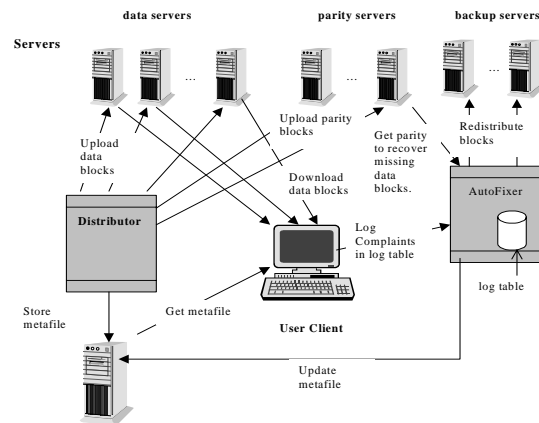 data servers
parity servers
backup servers
Servers
...
...
...
Upload
data
blocks
Upload parity
blocks
Download
data blocks
Get parity
to recover
missing
data
blocks.
Redistribute
blocks
Distributor
AutoFixer
Log
Complaints
in log table
log table
Store
metafile
Get metafile
User Client
Update
metafile